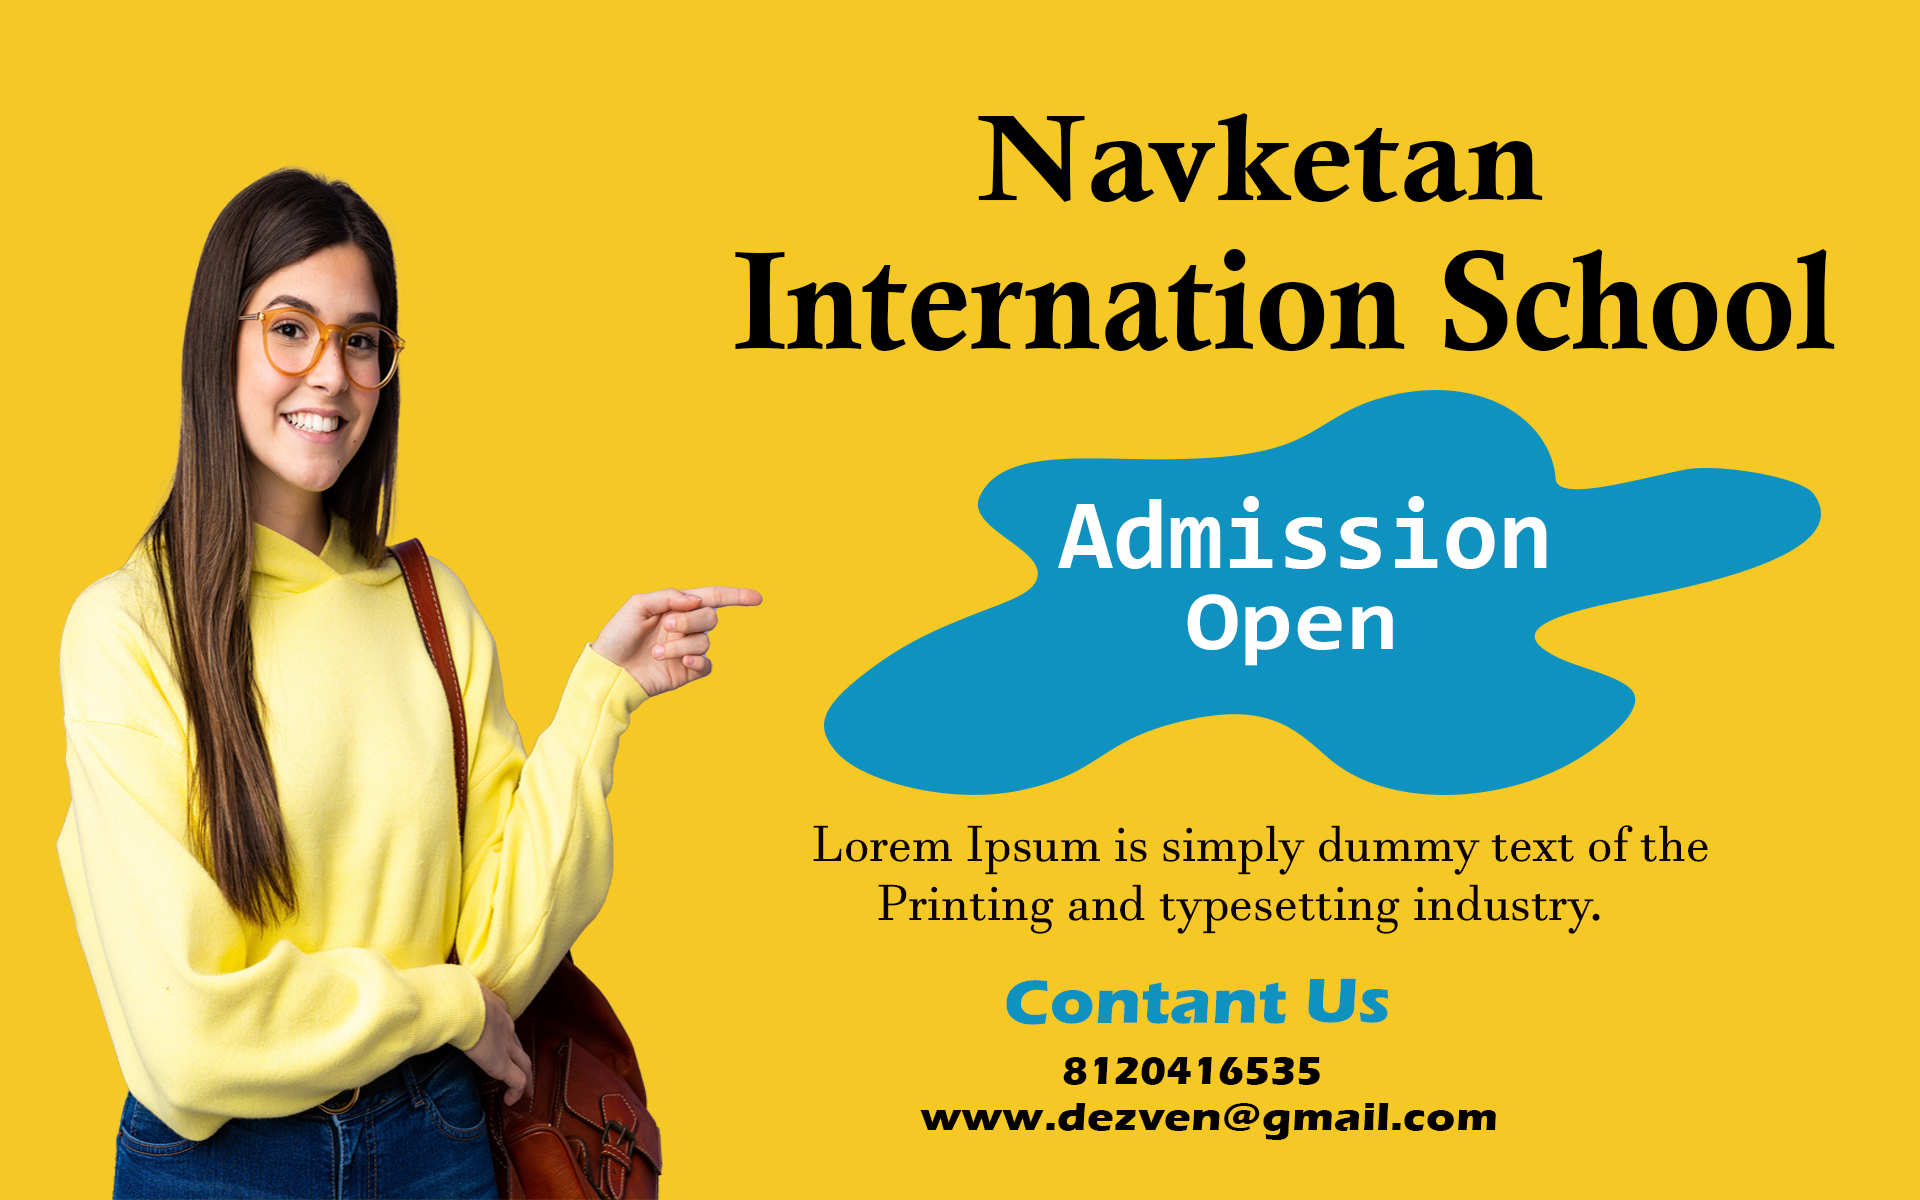 Navketan
Internation School
Admission
Open
Lorem Ipsum is simply dummy text of the
Printing and typesetting industry.
Contant Us
8120416535
www.dezven@gmail.com